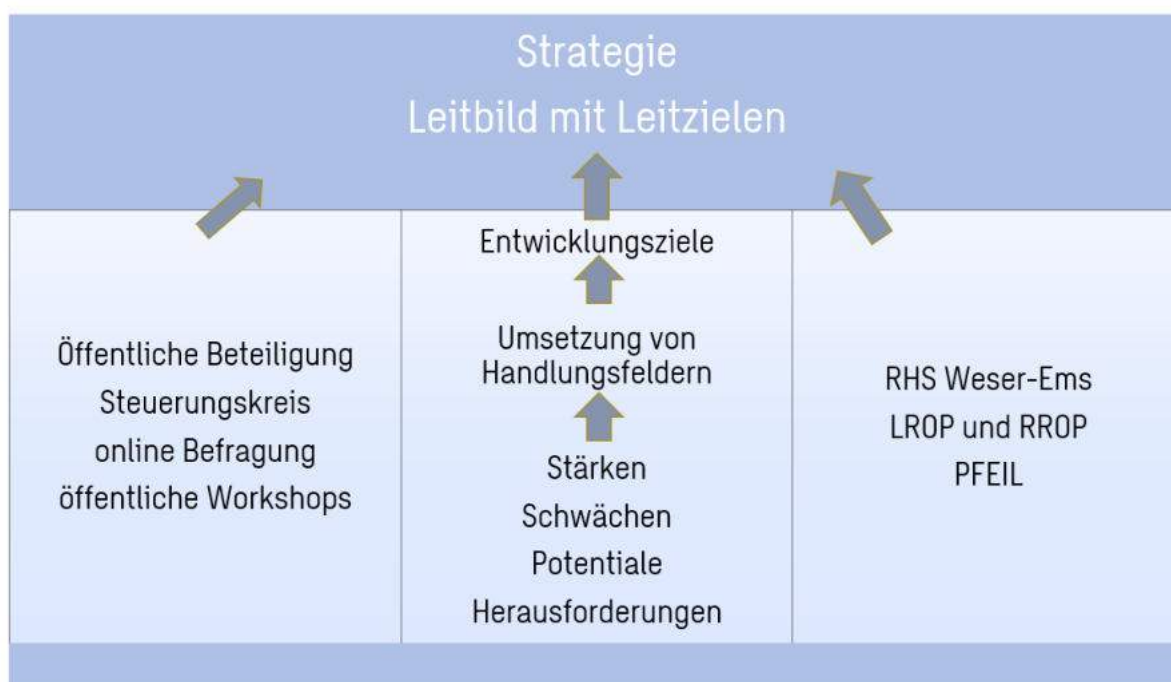 Strategie
Leitbild mit Leitzielen
Öffentliche Beteiligung
Steuerungskreis
online Befragung
öffentliche Workshops
Entwicklungsziele
Umsetzung von
Handlungsfeldern
Stärken
Schwächen
Potentiale
Herausforderungen
RHS Weser-Ems
LROP und RROP
PFEIL